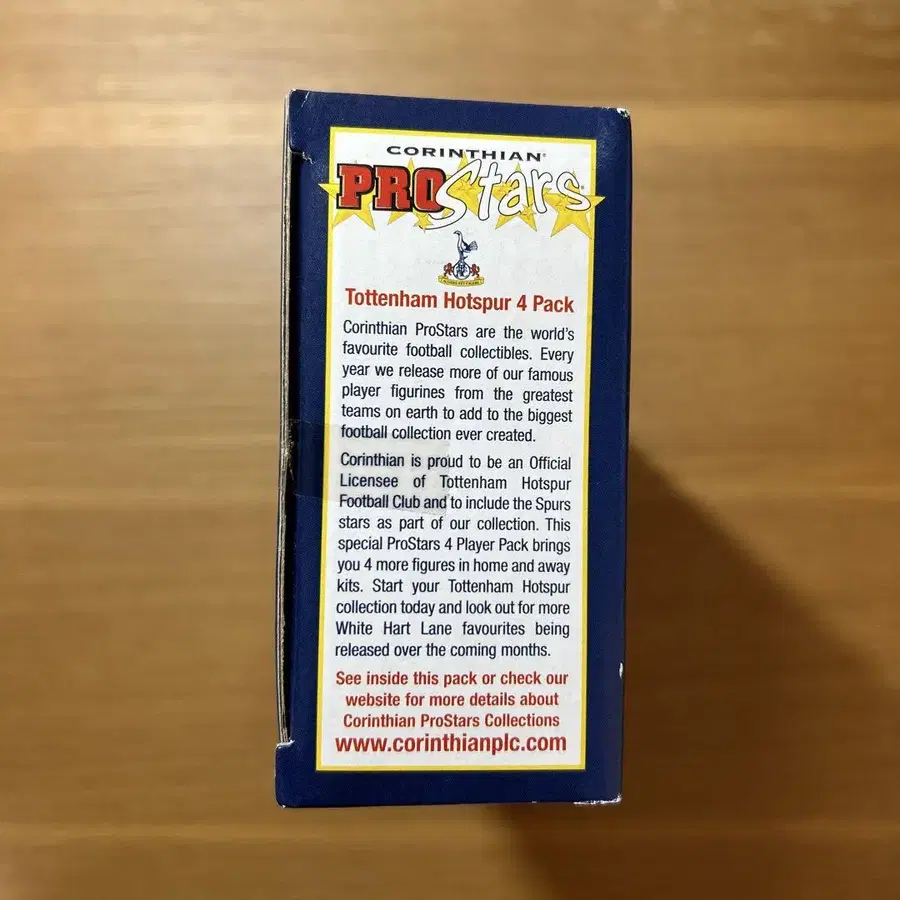 CORINTHIAN
PROStars
Tottenham Hotspur 4 Pack
Corinthian ProStars are the world's
favourite football collectibles. Every
year we release more of our famous
player figurines from the greatest
teams on earth to add to the biggest
football collection ever created.
Corinthian is proud to be an Official
Licensee of Tottenham Hotspur
Football Club and to include the Spurs
stars as part of our collection. This
special ProStars 4 Player Pack brings
you 4 more figures in home and away
kits. Start your Tottenham Hotspur
collection today and look out for more
White Hart Lane favourites being
released over the coming months.
See inside this pack or check our
website for more details about
Corinthian ProStars Collections
www.corinthianplc.com